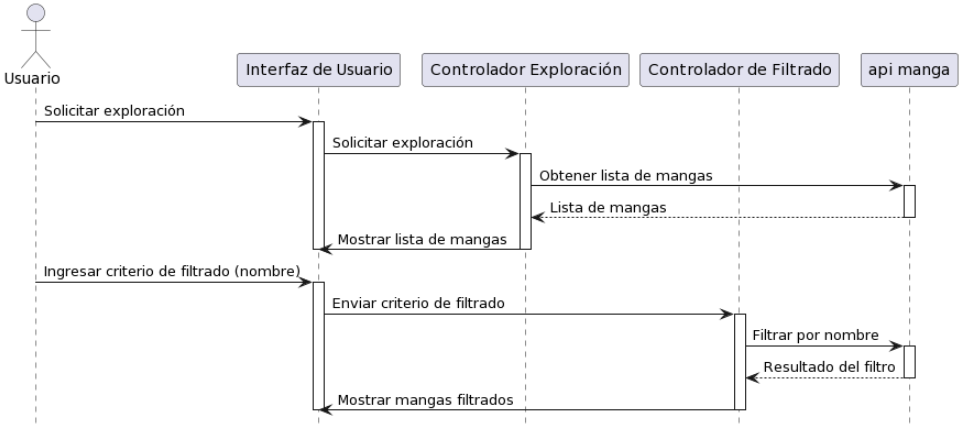 Usuario
Interfaz de Usuario
Controlador Exploración
Controlador de Filtrado
api manga
Solicitar exploración
Solicitar exploración
Obtener lista de mangas
Lista de mangas
Mostrar lista de mangas
Ingresar criterio de filtrado (nombre)
Enviar criterio de filtrado
Filtrar por nombre
Resultado del filtro
Mostrar mangas filtrados